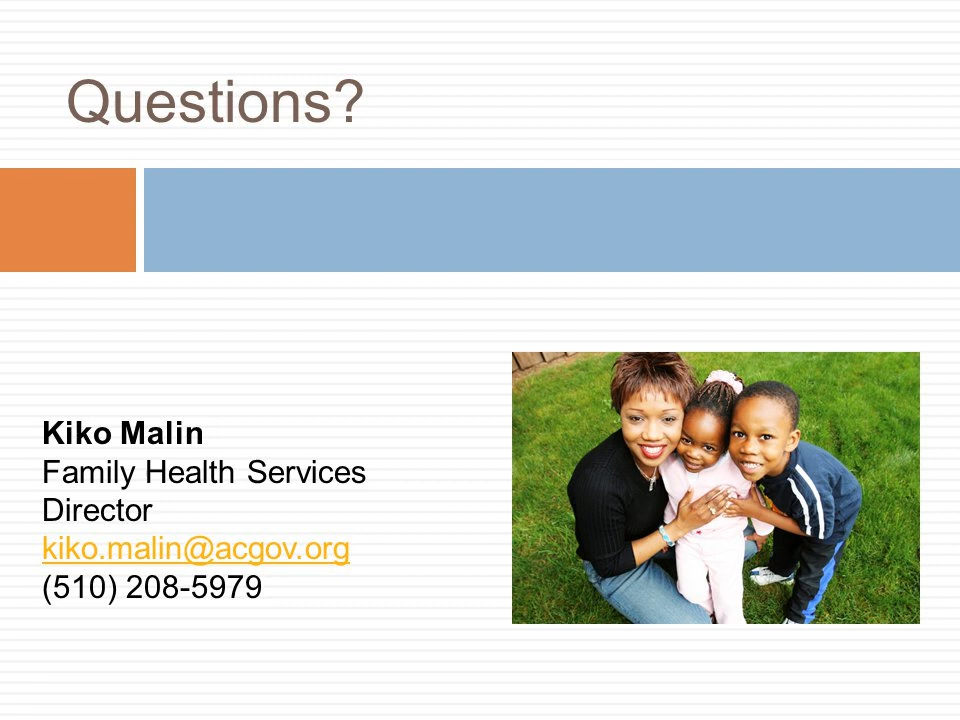 Questions?
Kiko Malin
Family Health Services
Director
kiko.malin@acgov.org
(510) 208-5979